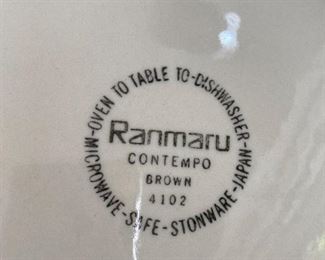 -OVEN TO TABLE TO-DISHWASHER-
Ranmaru
CONTEMPO
BROWN
4102
-MICROWAVE-SAFE-STONWARE-JAPAN-